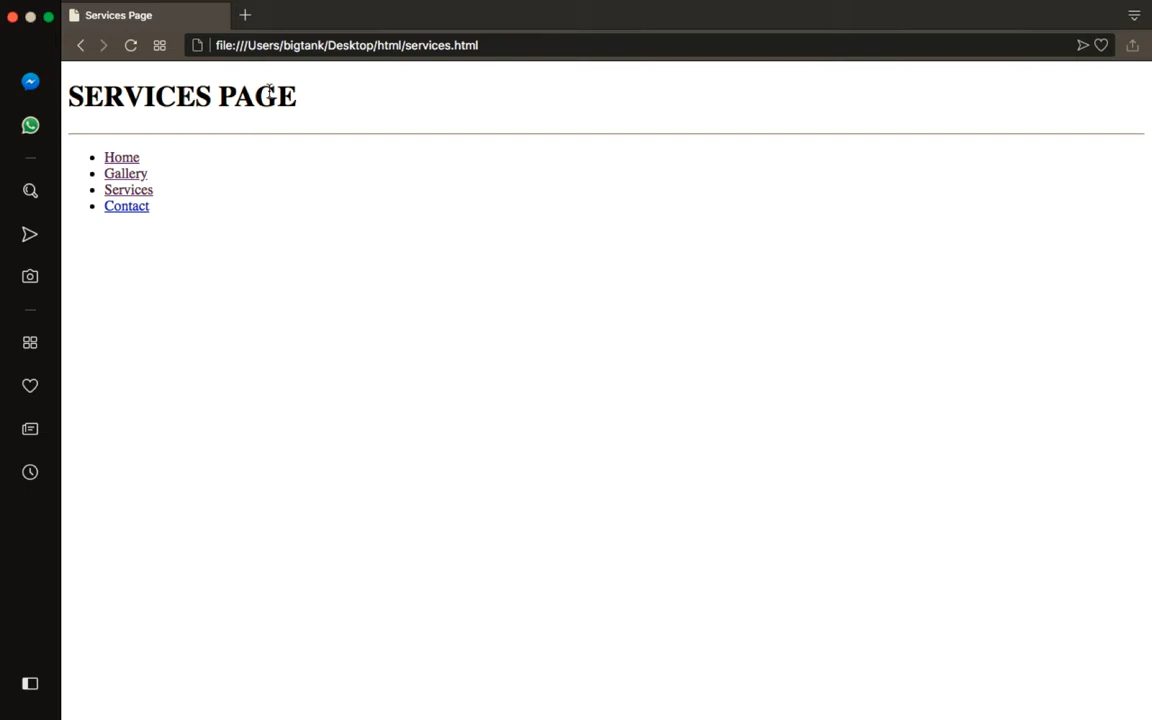 Services Page
file:///Users/bigtank/Desktop/html/services.html
SERVICES PAGE
Home
Gallery
Services
Contact